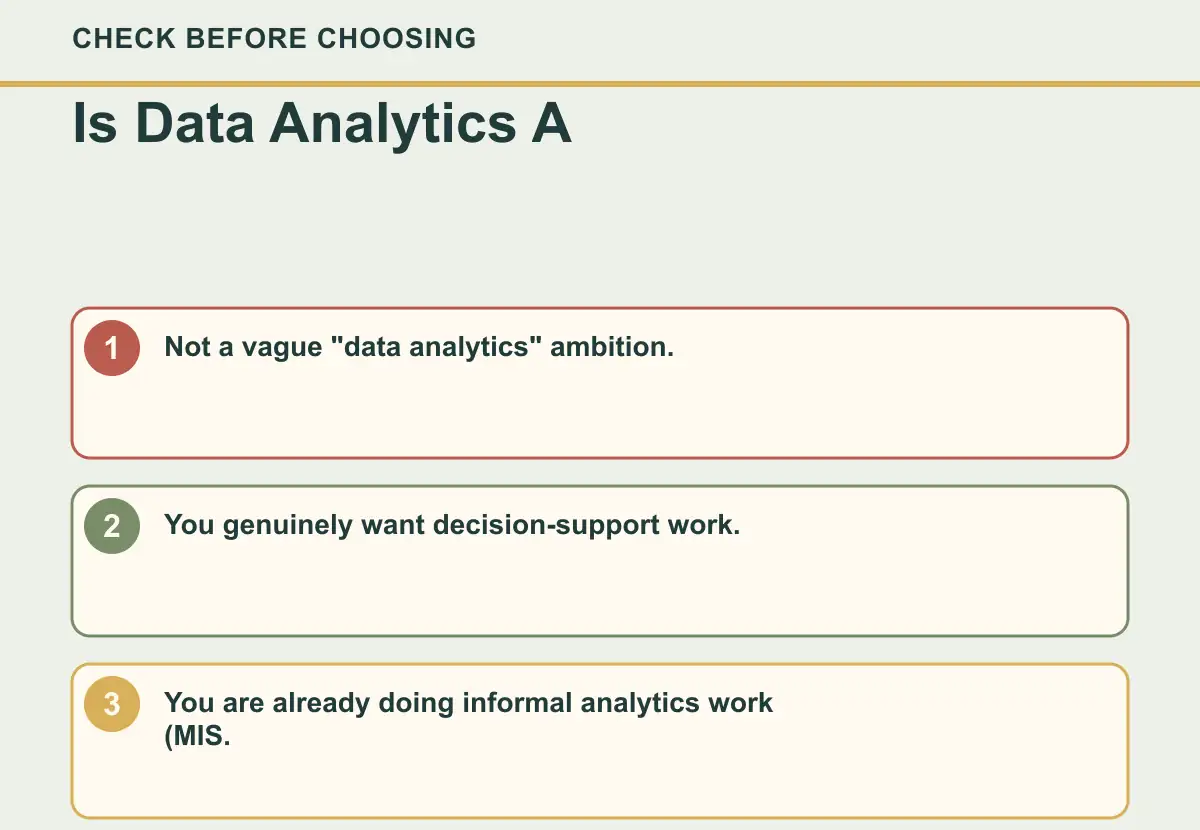 CHECK BEFORE CHOOSING
Is Data Analytics A
1
Not a vague "data analytics" ambition.
2
You genuinely want decision-support work.
3
You are already doing informal analytics work
(MIS.